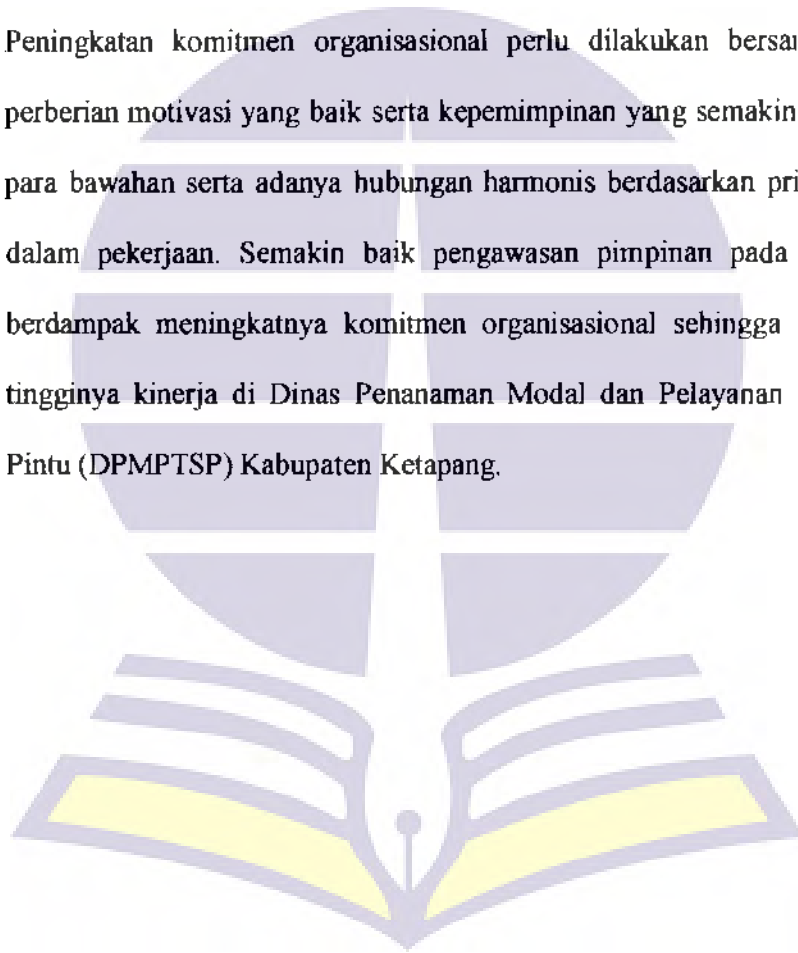 Peningkatan komitmen organisasional perlu dilakukan
perberian motivasi yang baik serta kepemimpinan yang semakin
para bawahan serta adanya hubungan harmonis berdasarkan
dalam pekerjaan. Semakin baik pengawasan pimpinan pada
berdampak meningkatnya komitmen organisasional sehingga
tingginya kinerja di Dinas Penanaman Modal dan Pelayanan
Pintu (DPMPTSP) Kabupaten Ketapang.